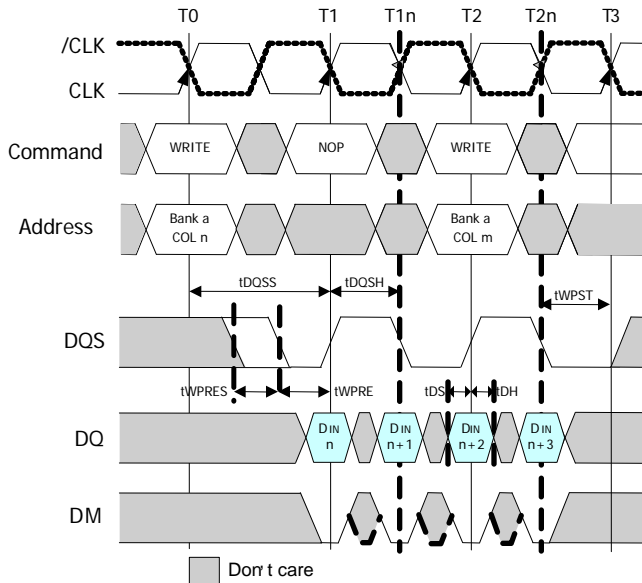 T0 T1 T1n T2 T2n T3
/CLK
CLK
Command WRITE NOP WRITE
Address Bank a COL n Bank a COL m
tDQSS tDQSH tWPST
DQS
tWPRES tWPRE tDS tDH
DQ DIN n DIN n+1 DIN n+2 DIN n+3
DM
Don't care